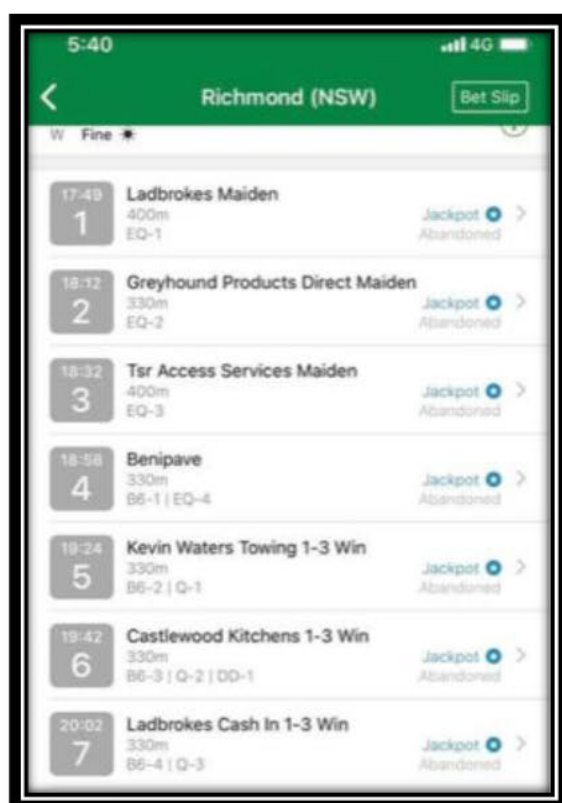 5:40 4G
Richmond (NSW) Bet Slip
W Fine
17:49 Ladbrokes Maiden
1 400m Jackpot
EQ-1 Abandoned
18:12 Greyhound Products Direct Maiden
2 330m Jackpot
EQ-2 Abandoned
18:32 Tsr Access Services Maiden
3 400m Jackpot
EQ-3 Abandoned
18:58 Benipave
4 330m Jackpot
B6-1 | EQ-4 Abandoned
19:24 Kevin Waters Towing 1-3 Win
5 330m Jackpot
B6-2 | Q-1 Abandoned
19:42 Castlewood Kitchens 1-3 Win
6 330m Jackpot
B6-3 | Q-2 | DD-1 Abandoned
20:02 Ladbrokes Cash In 1-3 Win
7 330m Jackpot
B6-4 | Q-3 Abandoned